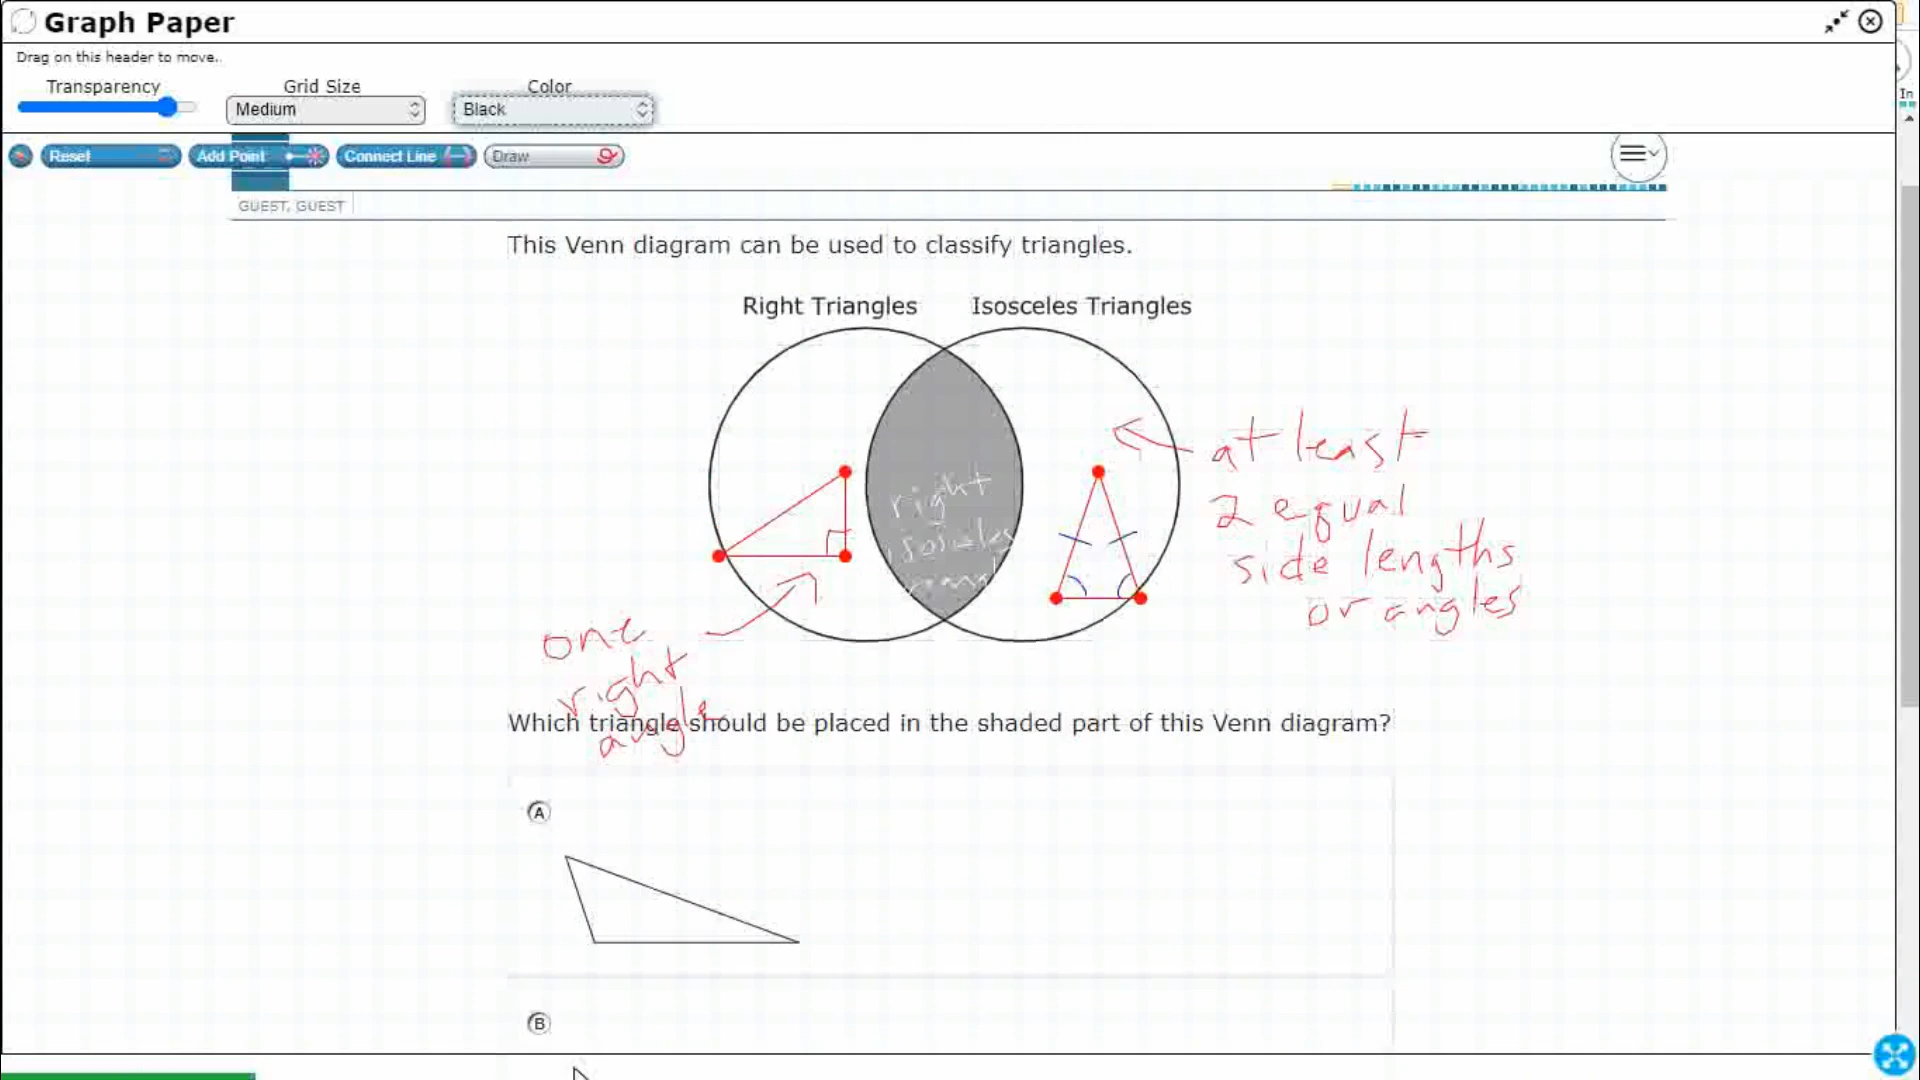 Graph Paper
Drag on this header to move..
Transparency
Grid Size
Color
Medium
Black
In
Reset
Add Point
Connect Line
Draw
GUEST, GUEST
This Venn diagram can be used to classify triangles.
Right Triangles
Isosceles Triangles
at least
2 equal
side lengths
or angles
right
one
right
angle
Which triangle should be placed in the shaded part of this Venn diagram?
A
B